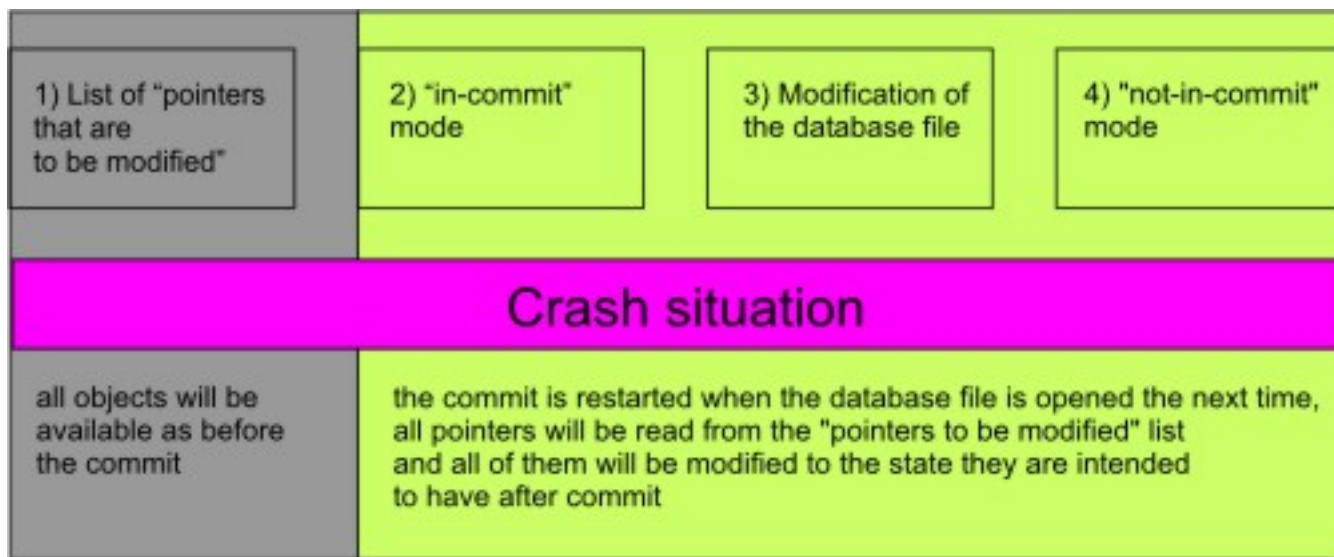 1) List of “pointers
that are
to be modified”
2) “in-commit”
mode
3) Modification of
the database file
4) "not-in-commit"
mode
Crash situation
all objects will be
available as before
the commit
the commit is restarted when the database file is opened the next time,
all pointers will be read from the "pointers to be modified" list
and all of them will be modified to the state they are intended
to have after commit